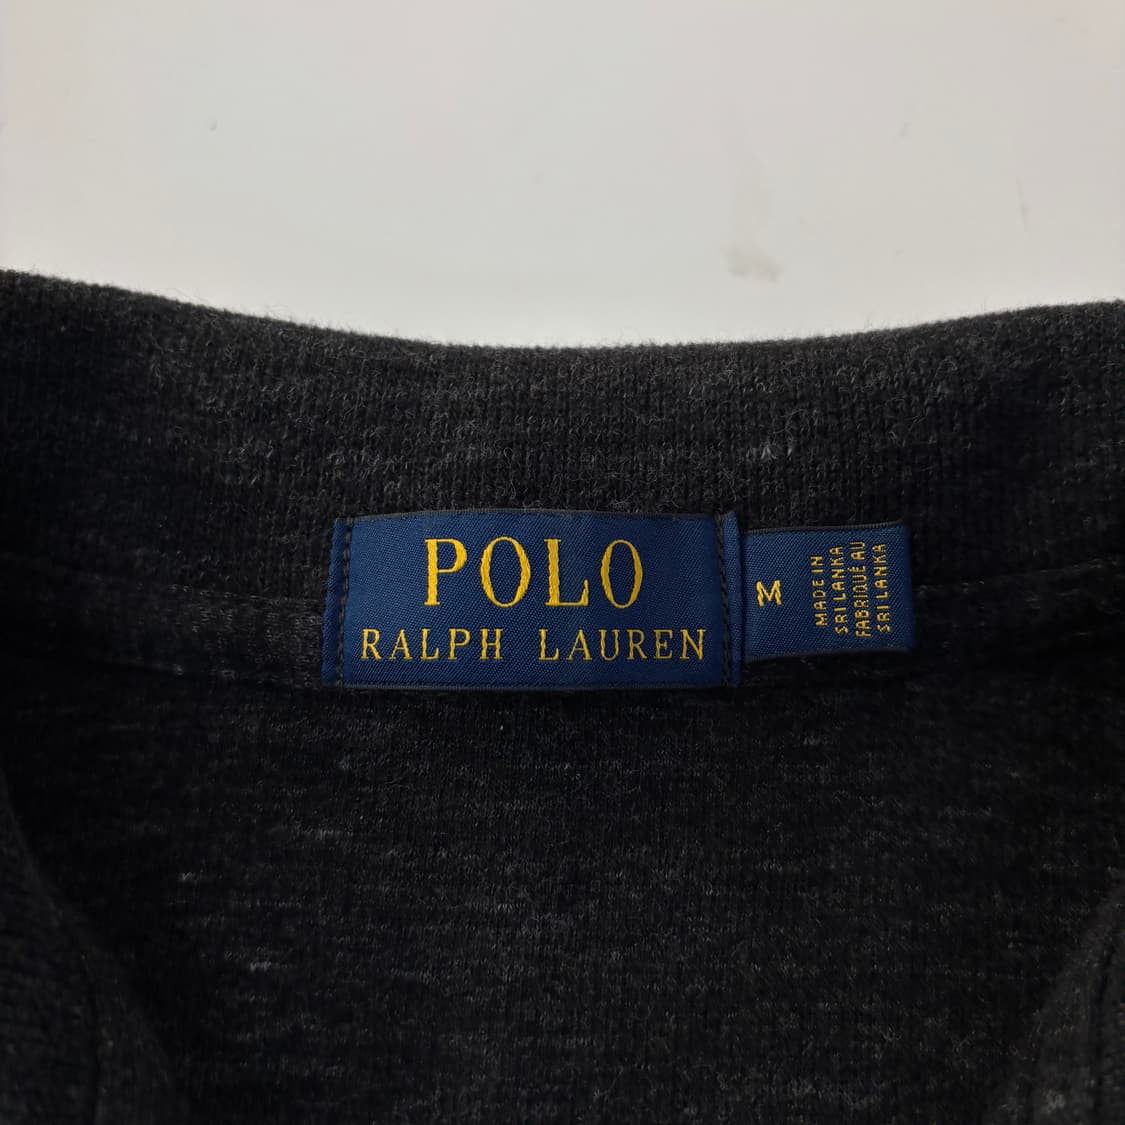 POLO
RALPH LAUREN
M
MADE IN
SRI LANKA
FABRIQUÉ AU
SRI LANKA